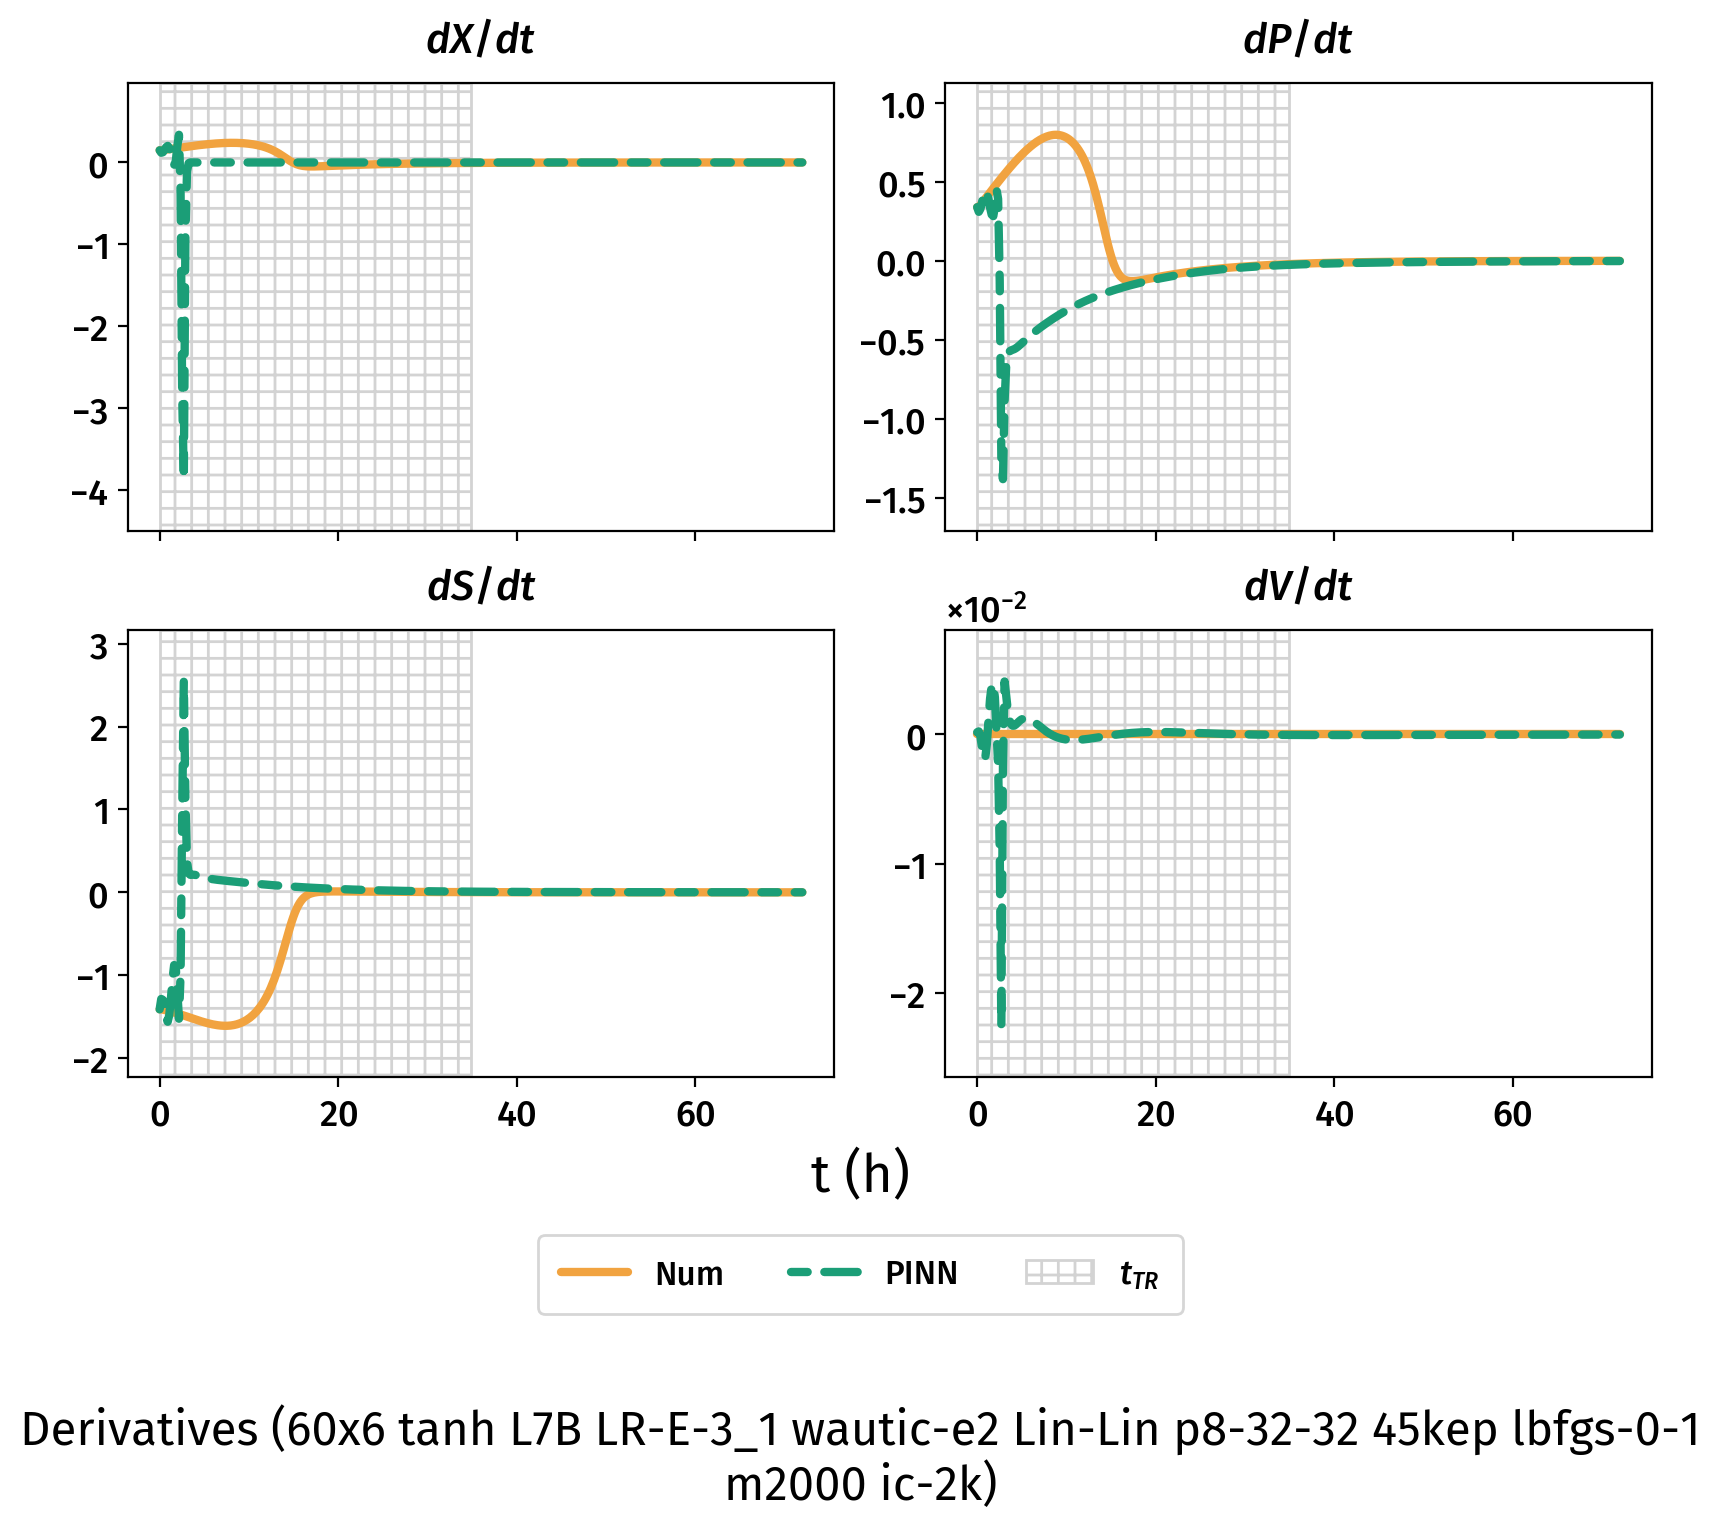 dX/dt
dP/dt
0
−1
−2
−3
−4
1.0
0.5
0.0
−0.5
−1.0
−1.5
dS/dt
dV/dt
×10⁻²
3
2
1
0
−1
−2
0
−1
−2
0 20 40 60
0 20 40 60
t (h)
Num PINN t_TR
Derivatives (60x6 tanh L7B LR-E-3_1 wautic-e2 Lin-Lin p8-32-32 45kep lbfgs-0-1
m2000 ic-2k)